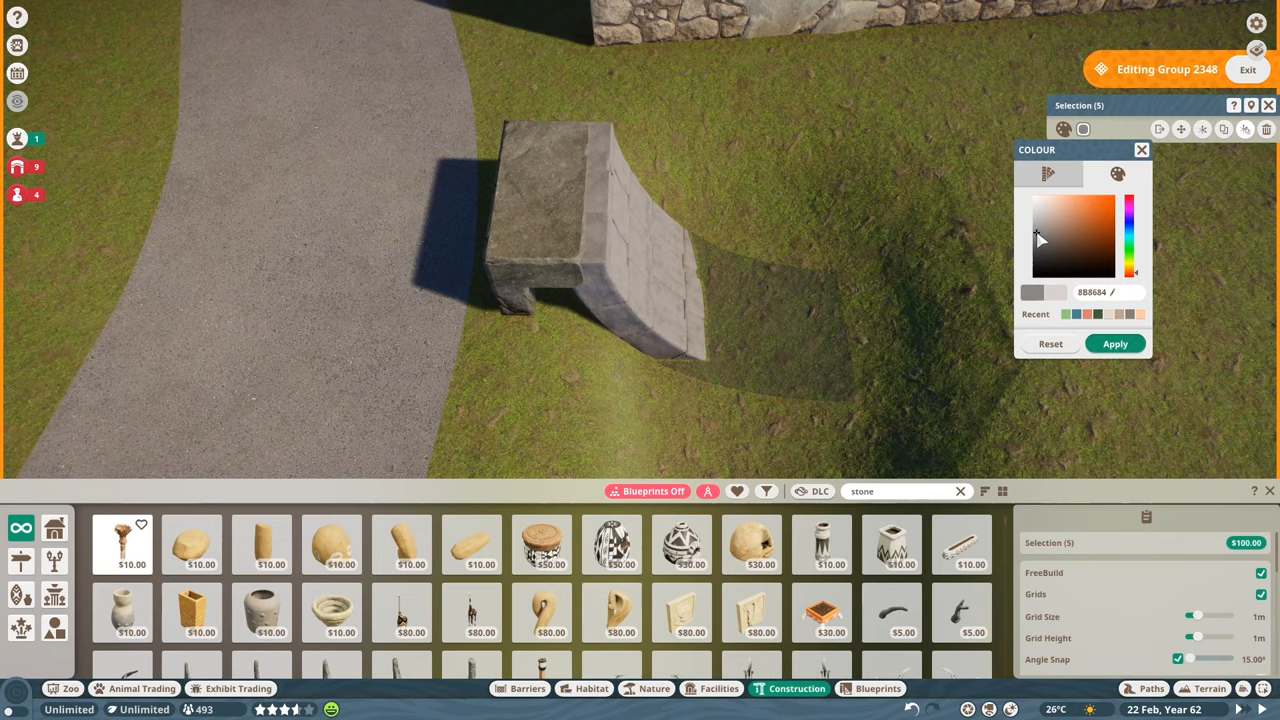 ?
Editing Group 2348
Exit
Selection (5)
?
1
9
4
COLOUR
8B8684
Recent
Reset
Apply
Blueprints Off
DLC
stone
?
$10.00
$10.00
$10.00
$10.00
$10.00
$10.00
$50.00
$50.00
$30.00
$30.00
$10.00
$10.00
$10.00
$10.00
$10.00
$10.00
$10.00
$80.00
$80.00
$80.00
$80.00
$80.00
$80.00
$30.00
$5.00
$5.00
Selection (5)
$100.00
FreeBuild
Grids
Grid Size
1m
Grid Height
1m
Angle Snap
15.00°
Zoo
Animal Trading
Exhibit Trading
Barriers
Habitat
Nature
Facilities
Construction
Blueprints
Paths
Terrain
Unlimited
Unlimited
493
26°C
22 Feb, Year 62